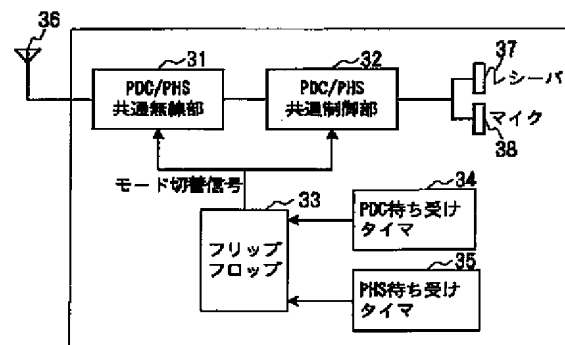 36
31
32
37
PDC/PHS
共通無線部
PDC/PHS
共通制御部
レシーバ
マイク
38
モード切替信号
33
34
フリップ
フロップ
PDC待ち受け
タイマ
35
PHS待ち受け
タイマ